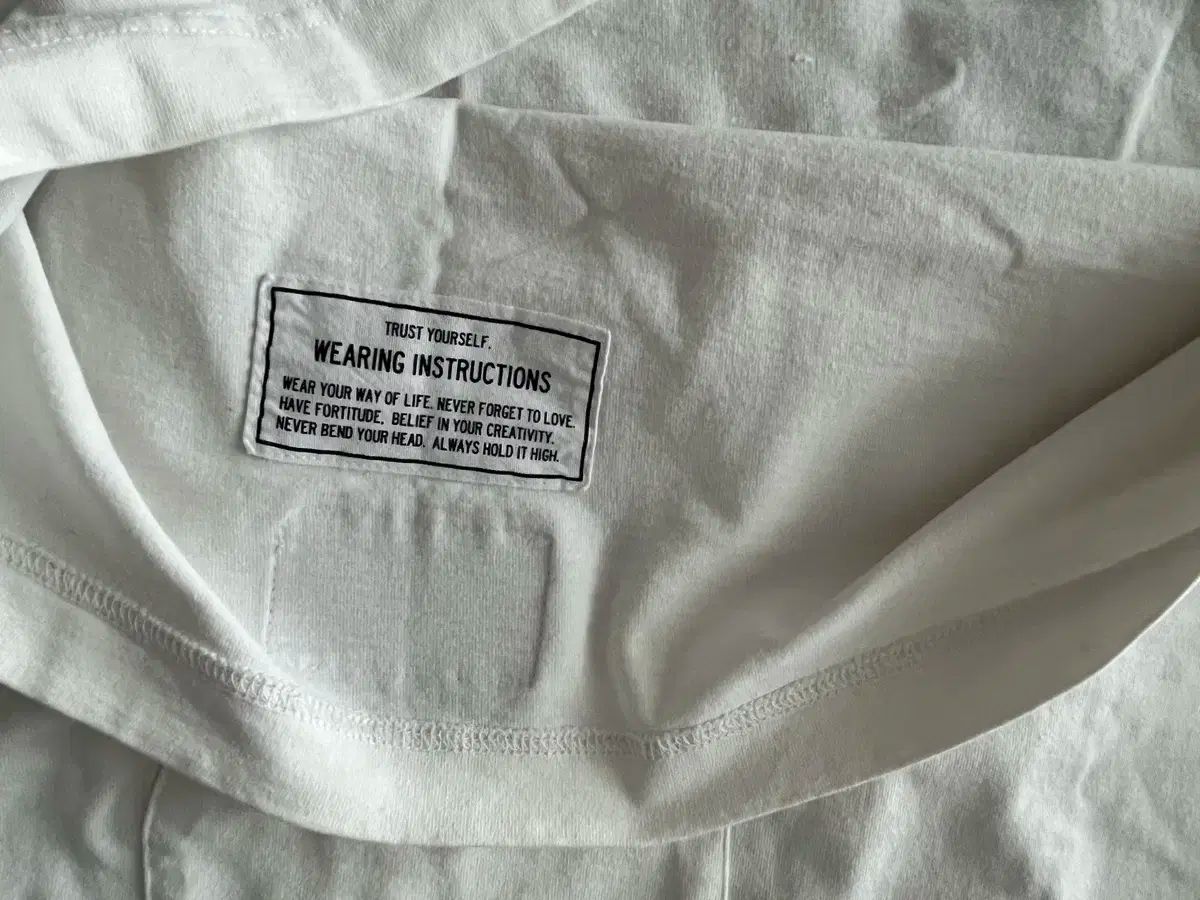 TRUST YOURSELF.
WEARING INSTRUCTIONS
WEAR YOUR WAY OF LIFE. NEVER FORGET TO LOVE.
HAVE FORTITUDE. BELIEF IN YOUR CREATIVITY.
NEVER BEND YOUR HEAD. ALWAYS HOLD IT HIGH.